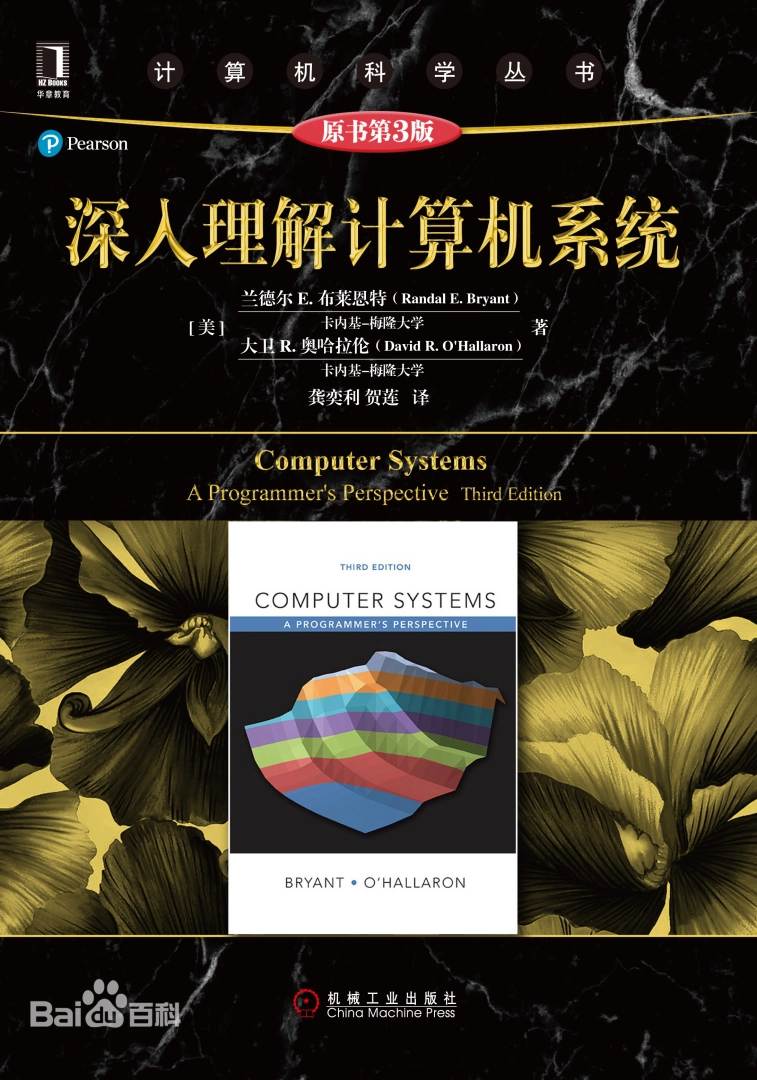 计算机科学丛书
HZ BOOKS
华章教育
原书第3版
Pearson
深入理解计算机系统
[美]
兰德尔 E. 布莱恩特（Randal E. Bryant）
卡内基-梅隆大学
大卫 R. 奥哈拉伦（David R. O'Hallaron）
卡内基-梅隆大学
著
龚奕利 贺莲 译
Computer Systems
A Programmer's Perspective Third Edition
THIRD EDITION
COMPUTER SYSTEMS
A PROGRAMMER'S PERSPECTIVE
BRYANT • O'HALLARON
Baidu百科
机械工业出版社
China Machine Press